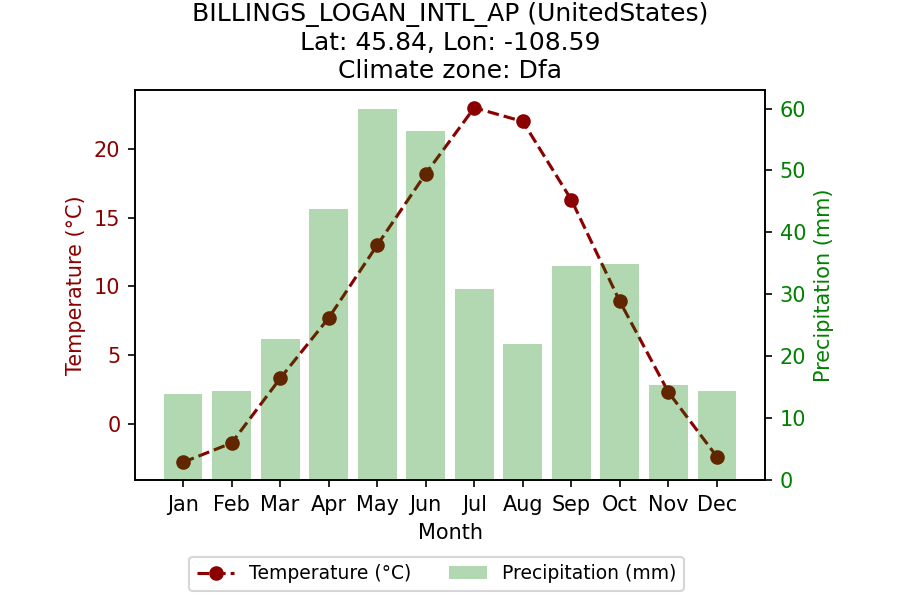 BILLINGS_LOGAN_INTL_AP (UnitedStates)
Lat: 45.84, Lon: -108.59
Climate zone: Dfa
Temperature (°C)
20
15
10
5
0
60
50
40
30
20
10
0
Precipitation (mm)
Jan Feb Mar Apr May Jun Jul Aug Sep Oct Nov Dec
Month
Temperature (°C) Precipitation (mm)